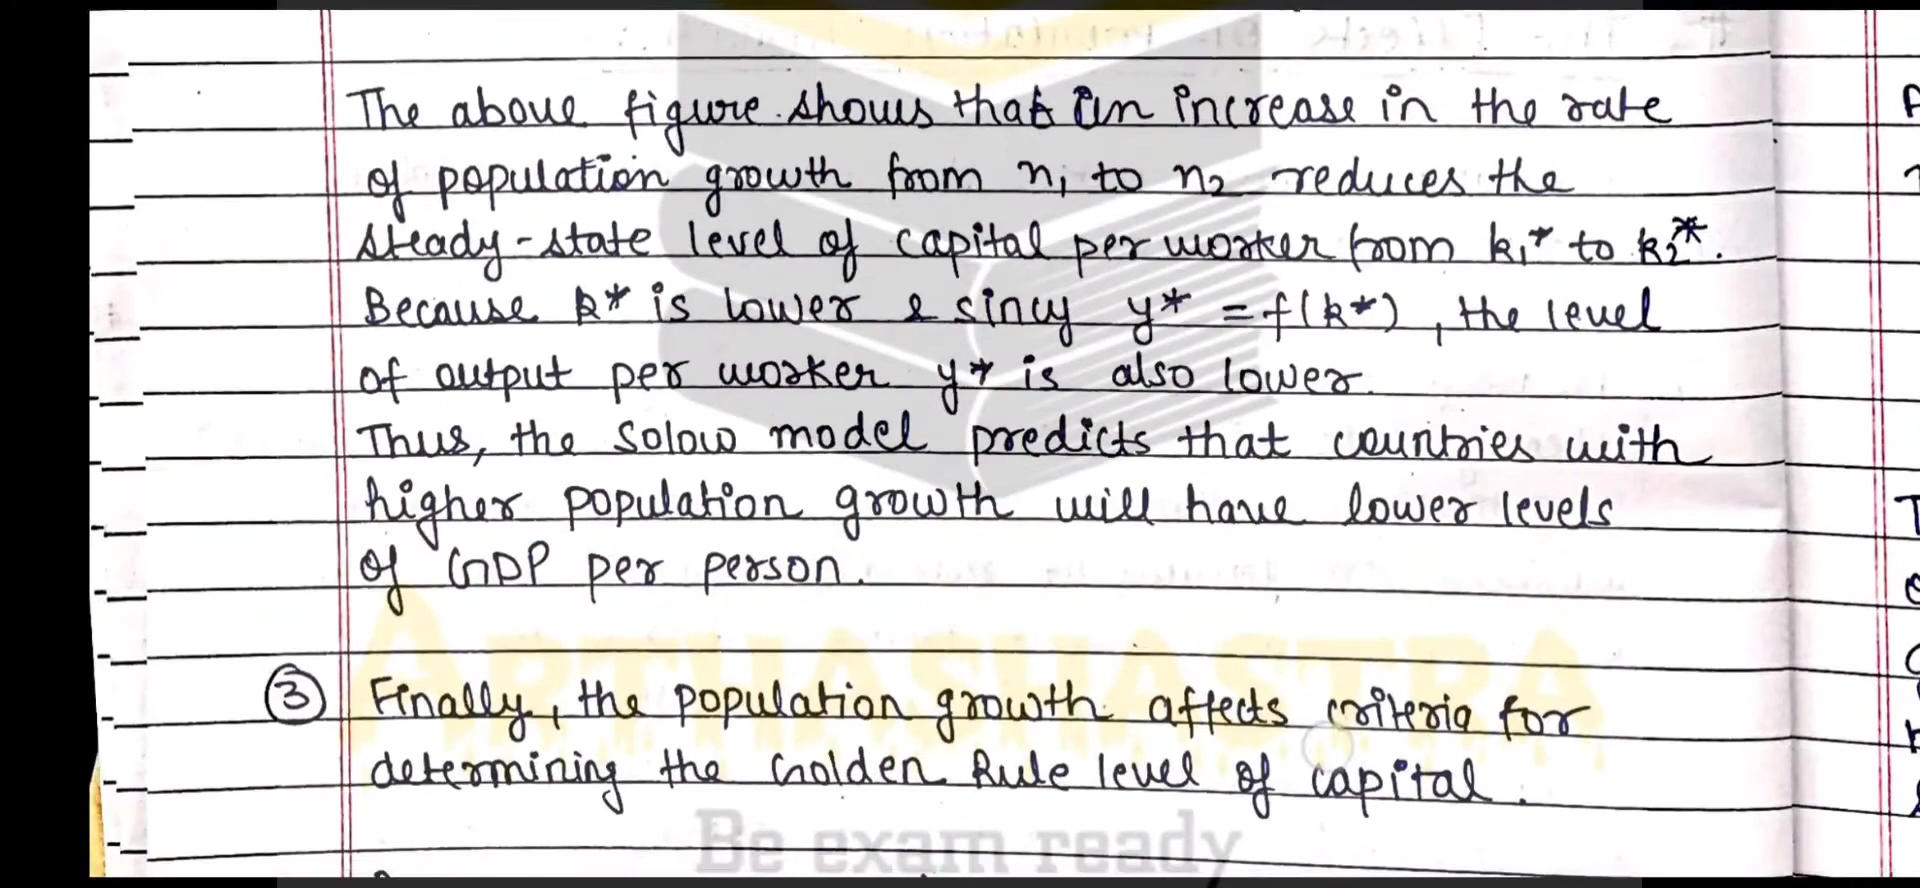 The above figure shows that an increase in the rate
of population growth from n₁ to n₂ reduces the
steady-state level of capital per worker from k₁* to k₂*.
Because k* is lower & sincy y* = f(k*), the level
of output per worker y* is also lower.
Thus, the Solow model predicts that countries with
higher population growth will have lower levels
of GDP per person.
③ Finally, the population growth affects criteria for
determining the Golden Rule level of capital.
ARTHASHASTRA
Be exam ready